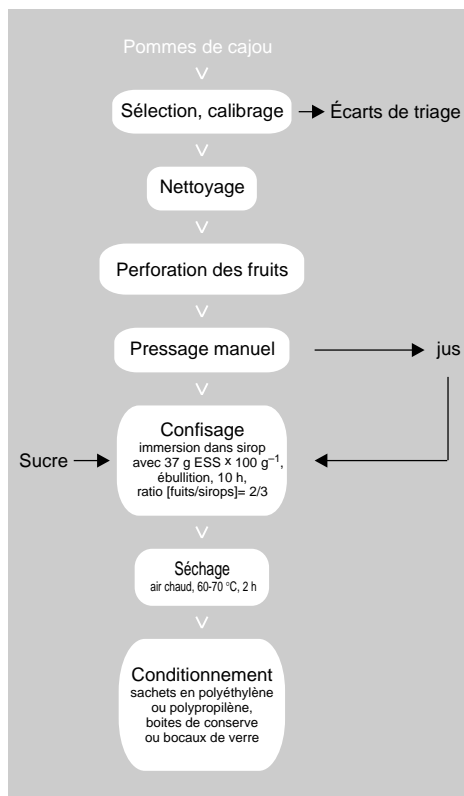 Pommes de cajou
Sélection, calibrage
Écarts de triage
Nettoyage
Perforation des fruits
Pressage manuel
jus
Confisage
immersion dans sirop
avec 37 g ESS x 100 g⁻¹,
ébullition, 10 h,
ratio [fuits/sirops]= 2/3
Sucre
Séchage
air chaud, 60-70 °C, 2 h
Conditionnement
sachets en polyéthylène
ou polypropilène,
boites de conserve
ou bocaux de verre